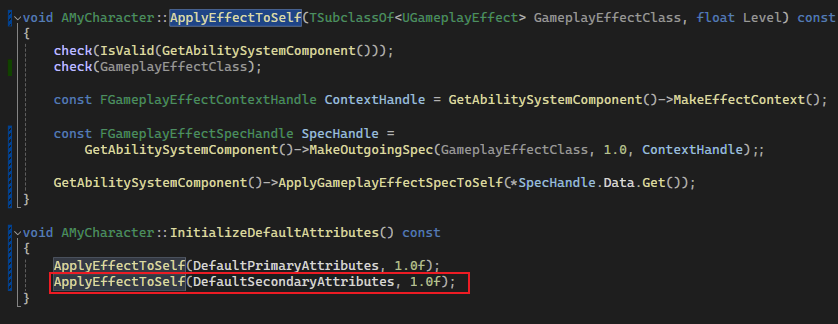 void AMyCharacter::ApplyEffectToSelf(TSubclassOf<UGameplayEffect> GameplayEffectClass, float Level) const
{
check(IsValid(GetAbilitySystemComponent()));
check(GameplayEffectClass);
const FGameplayEffectContextHandle ContextHandle = GetAbilitySystemComponent()->MakeEffectContext();
const FGameplayEffectSpecHandle SpecHandle =
GetAbilitySystemComponent()->MakeOutgoingSpec(GameplayEffectClass, 1.0, ContextHandle);;
GetAbilitySystemComponent()->ApplyGameplayEffectSpecToSelf(*SpecHandle.Data.Get());
}
void AMyCharacter::InitializeDefaultAttributes() const
{
ApplyEffectToSelf(DefaultPrimaryAttributes, 1.0f);
ApplyEffectToSelf(DefaultSecondaryAttributes, 1.0f);
}